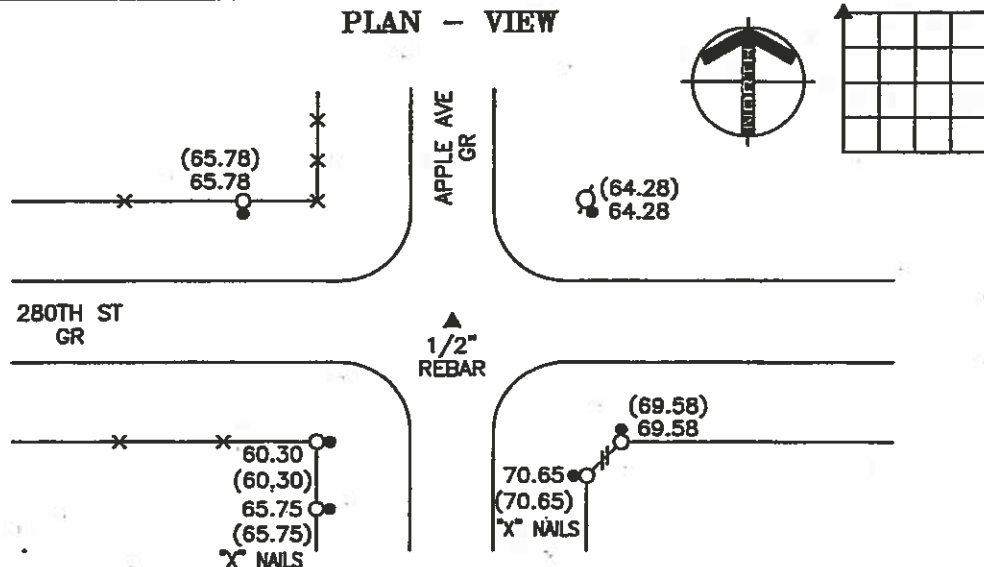 PLAN - VIEW
NORTH
APPLE AVE
GR
(65.78)
65.78
(64.28)
64.28
280TH ST
GR
1/2"
REBAR
(69.58)
69.58
60.30
(60,30)
65.75
(65.75)
"X" NAILS
70.65
(70.65)
"X" NAILS